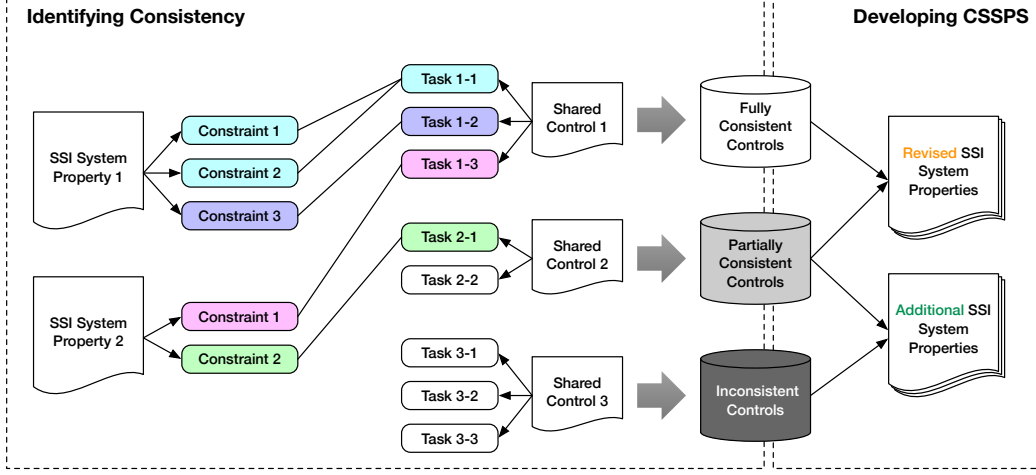 Identifying Consistency
Developing CSSPS
SSI System
Property 1
Constraint 1
Constraint 2
Constraint 3
SSI System
Property 2
Constraint 1
Constraint 2
Task 1-1
Task 1-2
Task 1-3
Shared
Control 1
Task 2-1
Task 2-2
Shared
Control 2
Task 3-1
Task 3-2
Task 3-3
Shared
Control 3
Fully
Consistent
Controls
Partially
Consistent
Controls
Inconsistent
Controls
Revised SSI
System
Properties
Additional SSI
System
Properties